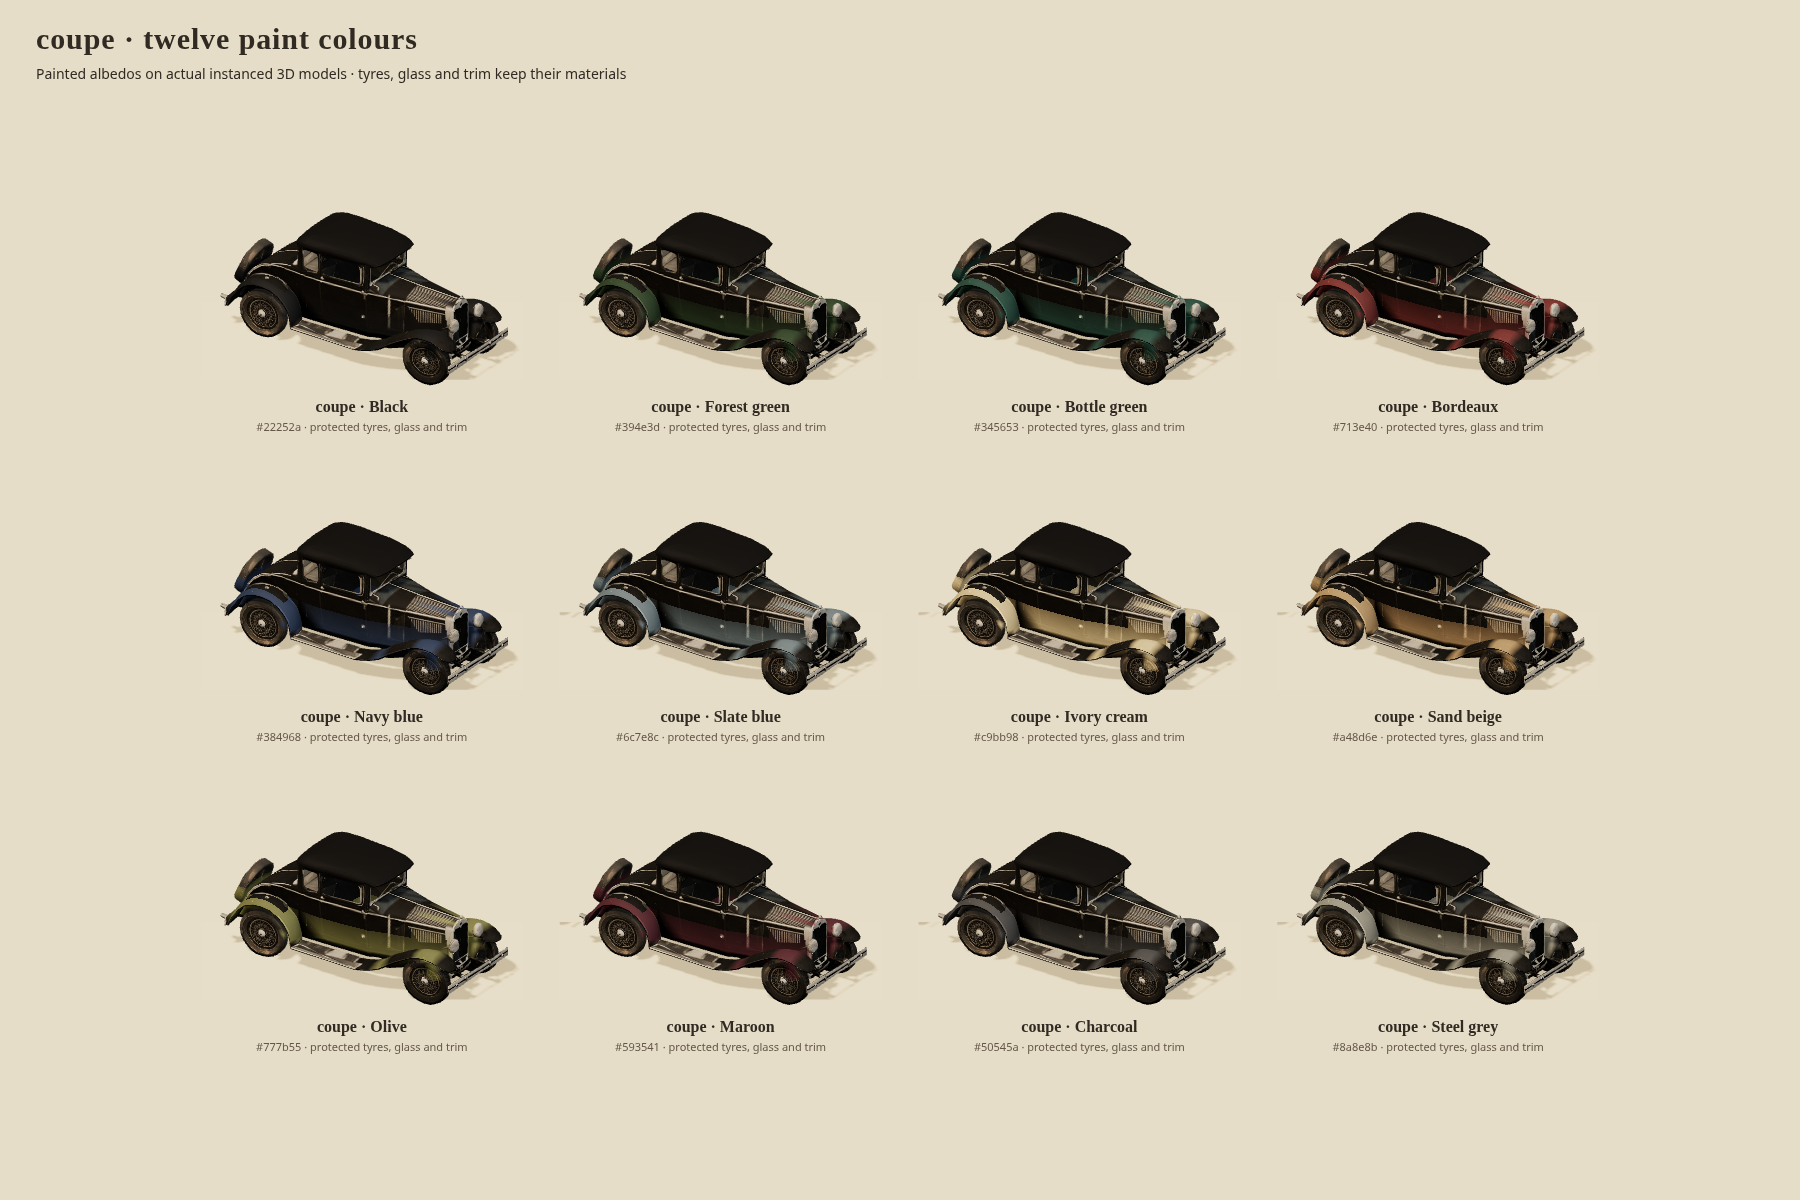 coupe · twelve paint colours
Painted albedos on actual instanced 3D models · tyres, glass and trim keep their materials
coupe · Black
#22252a · protected tyres, glass and trim
coupe · Forest green
#394e3d · protected tyres, glass and trim
coupe · Bottle green
#345653 · protected tyres, glass and trim
coupe · Bordeaux
#713e40 · protected tyres, glass and trim
coupe · Navy blue
#384968 · protected tyres, glass and trim
coupe · Slate blue
#6c7e8c · protected tyres, glass and trim
coupe · Ivory cream
#c9bb98 · protected tyres, glass and trim
coupe · Sand beige
#a48d6e · protected tyres, glass and trim
coupe · Olive
#777b55 · protected tyres, glass and trim
coupe · Maroon
#593541 · protected tyres, glass and trim
coupe · Charcoal
#50545a · protected tyres, glass and trim
coupe · Steel grey
#8a8e8b · protected tyres, glass and trim